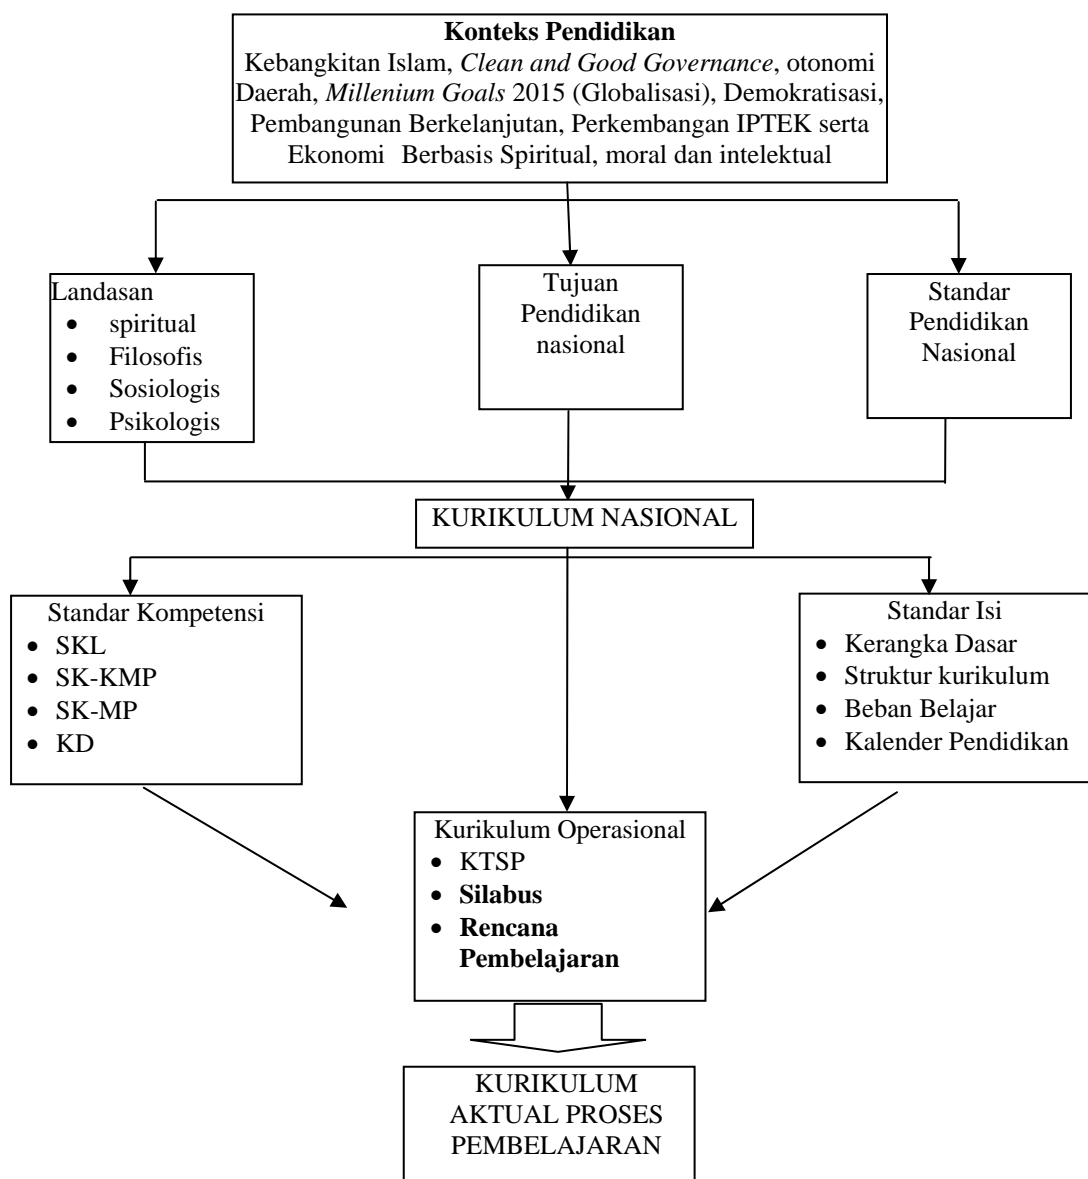 Konteks Pendidikan
Kebangkitan Islam, Clean and Good Governance, otonomi
Daerah, Millenium Goals 2015 (Globalisasi), Demokratisasi,
Pembangunan Berkelanjutan, Perkembangan IPTEK serta
Ekonomi Berbasis Spiritual, moral dan intelektual
Landasan
• spiritual
• Filosofis
• Sosiologis
• Psikologis
Tujuan
Pendidikan
nasional
Standar
Pendidikan
Nasional
KURIKULUM NASIONAL
Standar Kompetensi
• SKL
• SK-KMP
• SK-MP
• KD
Standar Isi
• Kerangka Dasar
• Struktur kurikulum
• Beban Belajar
• Kalender Pendidikan
Kurikulum Operasional
• KTSP
• Silabus
• Rencana
Pembelajaran
KURIKULUM
AKTUAL PROSES
PEMBELAJARAN